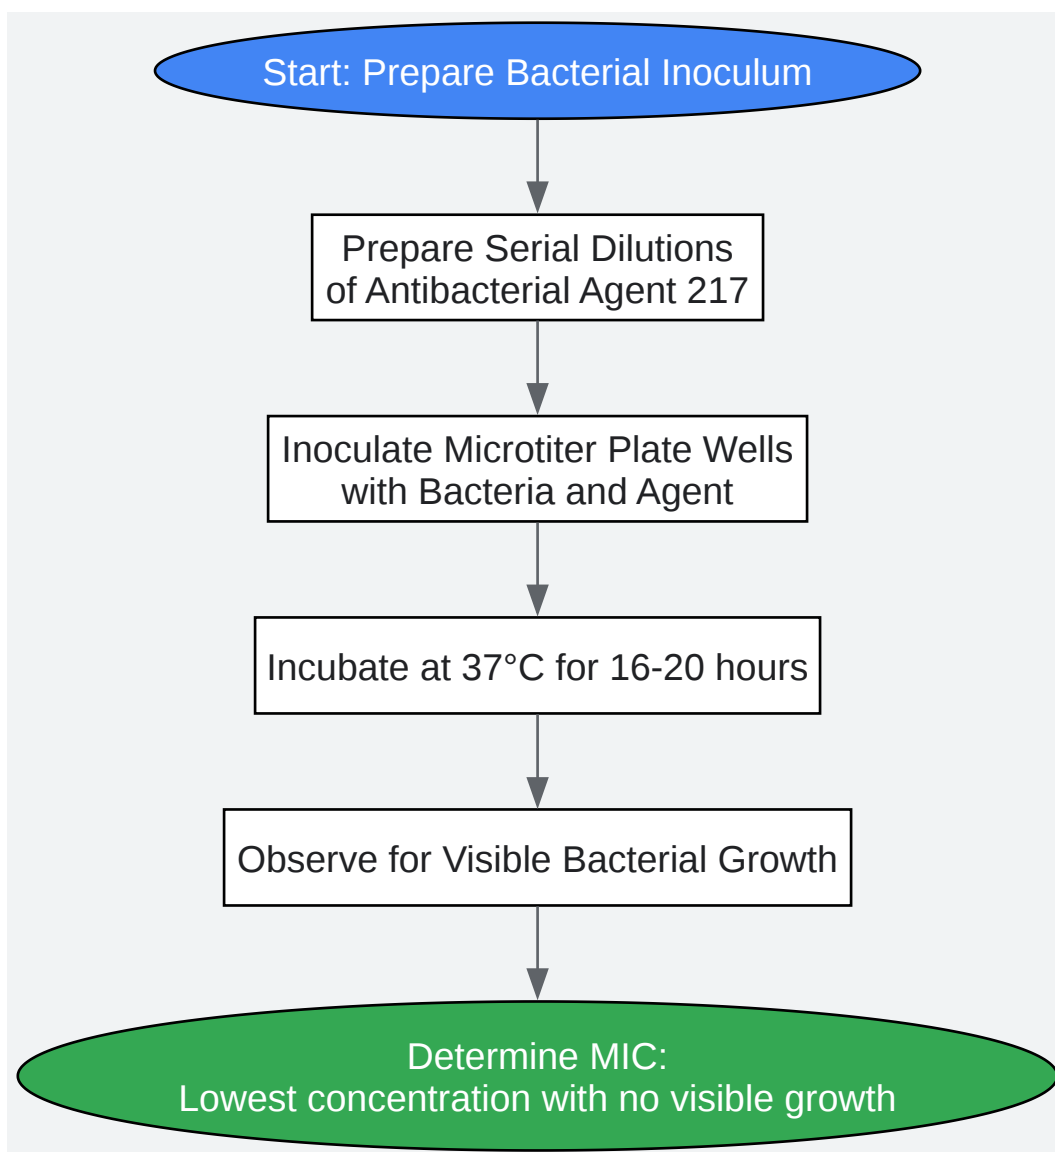 Start: Prepare Bacterial Inoculum
Prepare Serial Dilutions
of Antibacterial Agent 217
Inoculate Microtiter Plate Wells
with Bacteria and Agent
Incubate at 37°C for 16-20 hours
Observe for Visible Bacterial Growth
Determine MIC:
Lowest concentration with no visible growth